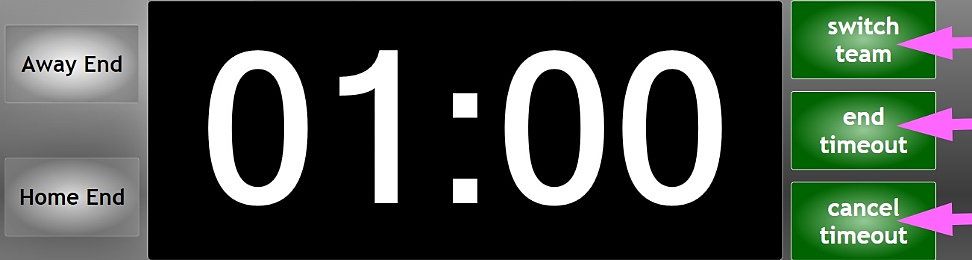 Away End
Home End
01:00
switch
team
end
timeout
cancel
timeout